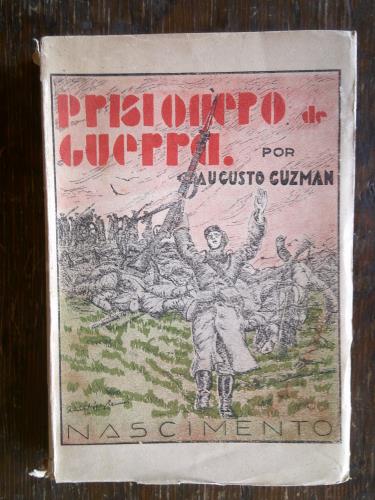 PRISIONERO de
GUERRA.
POR
AUGUSTO GUZMAN
NASCIMENTO